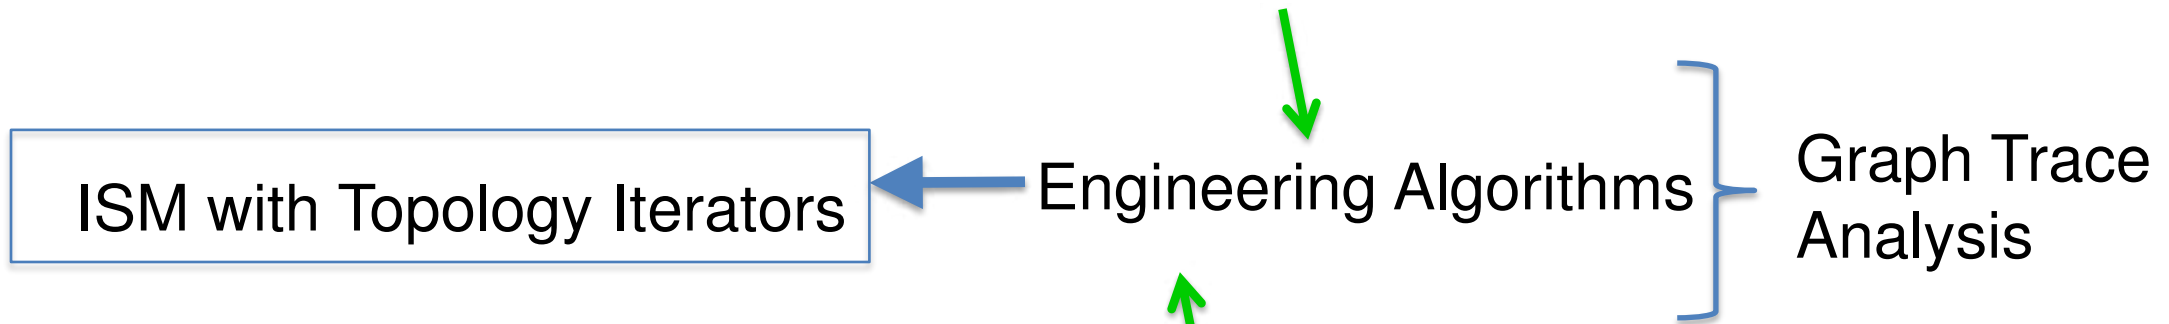 ISM with Topology Iterators
Engineering Algorithms
Graph Trace
Analysis